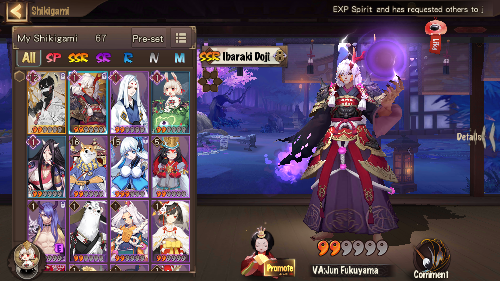 Shikigami
EXP Spirit and has requested others to j
My Shikigami 67
Pre-set
All SP SSR SR R N M
SSR Ibaraki Doji
Like
Details
Promote
VA:Jun Fukuyama
Comment